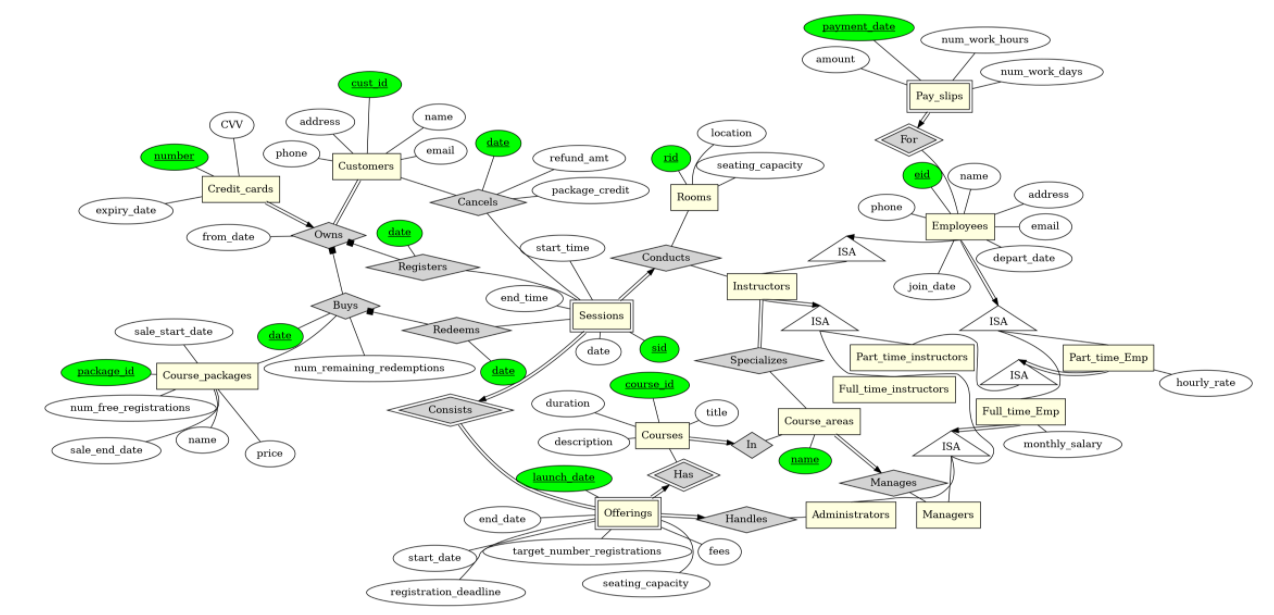 payment_date
num_work_hours
amount
num_work_days
Pay_slips
cust_id
address
name
CVV
date
location
For
phone
email
refund_amt
rid
seating_capacity
number
Customers
eid
name
Credit_cards
package_credit
Rooms
address
expiry_date
Cancels
phone
email
Employees
from_date
Owns
date
start_time
ISA
depart_date
Registers
Conducts
join_date
Instructors
end_time
Buys
Sessions
ISA
ISA
sale_start_date
date
Redeems
date
sid
Specializes
Part_time_instructors
Part_time_Emp
package_id
Course_packages
num_remaining_redemptions
date
course_id
Full_time_instructors
ISA
hourly_rate
num_free_registrations
Consists
duration
title
Full_time_Emp
sale_end_date
name
price
description
Courses
In
Course_areas
monthly_salary
name
ISA
launch_date
Has
Manages
end_date
Offerings
Handles
Administrators
Managers
start_date
target_number_registrations
fees
registration_deadline
seating_capacity